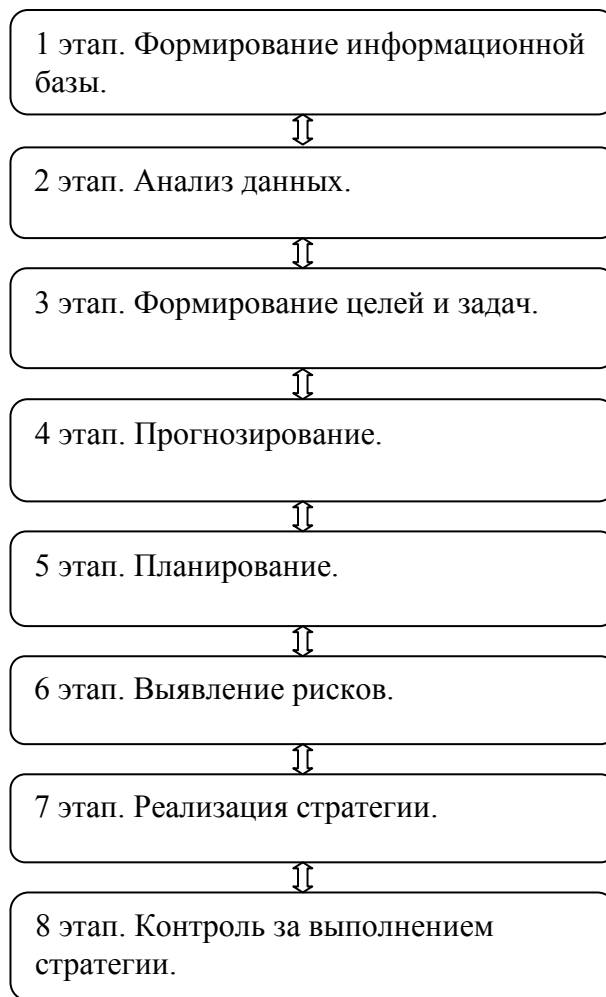 1 этап. Формирование информационной
базы.
2 этап. Анализ данных.
3 этап. Формирование целей и задач.
4 этап. Прогнозирование.
5 этап. Планирование.
6 этап. Выявление рисков.
7 этап. Реализация стратегии.
8 этап. Контроль за выполнением
стратегии.